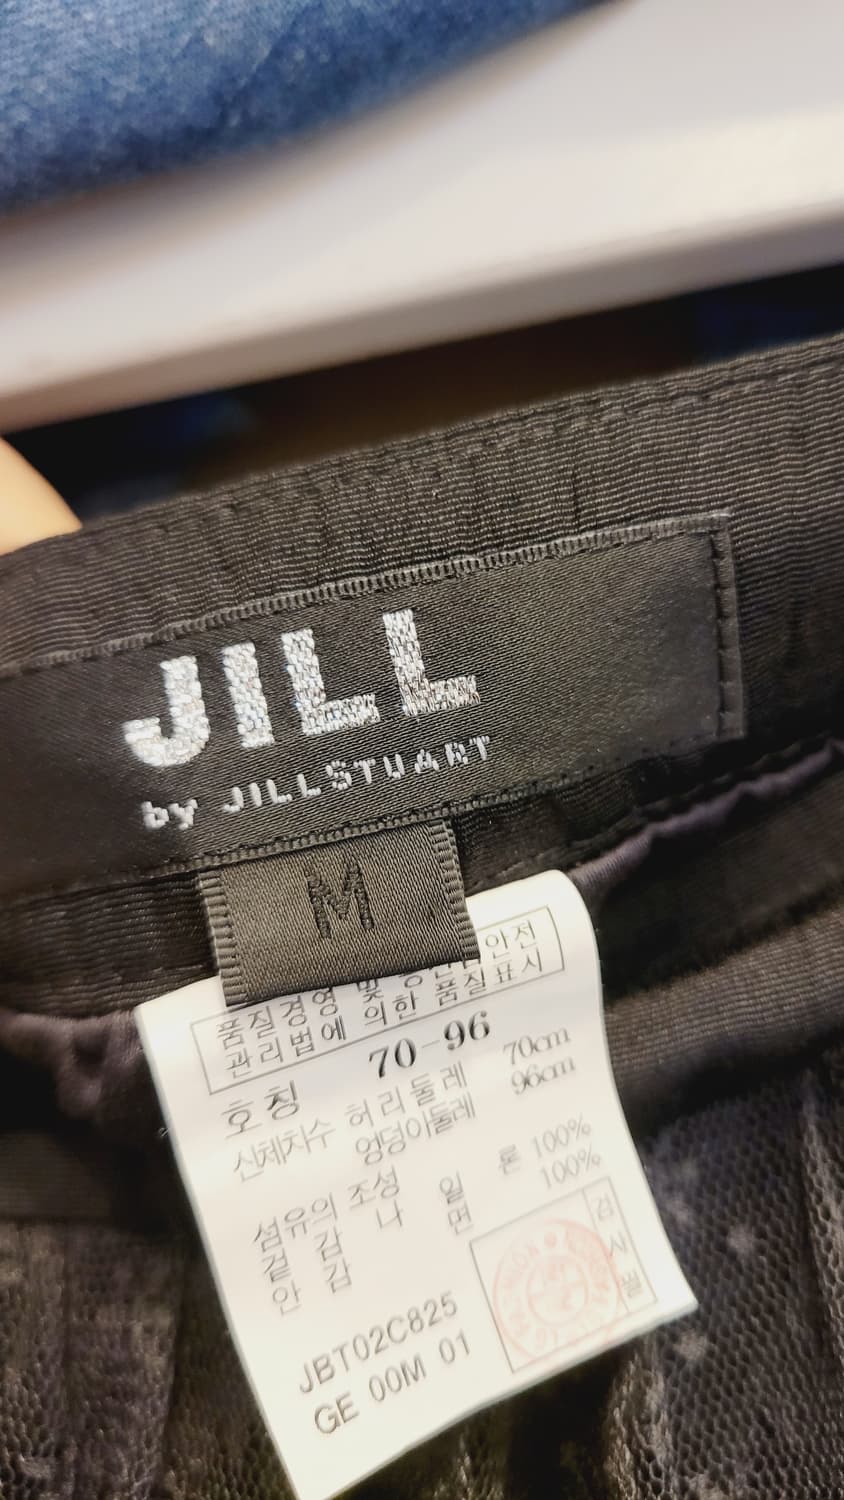 JILL
by JILLSTUART
M
안전
품질경영 및
관리법에 의한 품질표시
호칭 70-96
신체치수 허리둘레 70cm
엉덩이둘레 96cm
섬유의 조성
겉감 나일론 100%
안감 면 100%
검사필
JBT02C825
GE 00M 01